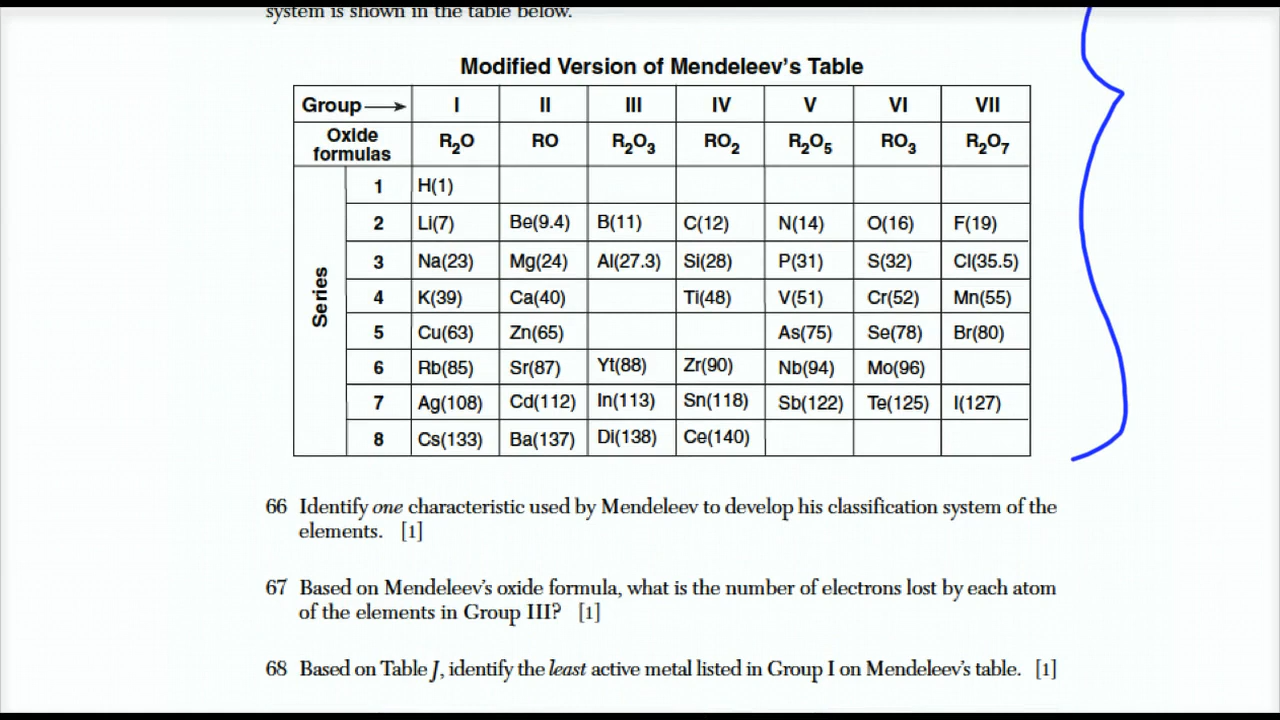 system is shown in the table below.
Modified Version of Mendeleev's Table
Group → I II III IV V VI VII
Oxide formulas R₂O RO R₂O₃ RO₂ R₂O₅ RO₃ R₂O₇
Series
1 H(1)
2 Li(7) Be(9.4) B(11) C(12) N(14) O(16) F(19)
3 Na(23) Mg(24) Al(27.3) Si(28) P(31) S(32) Cl(35.5)
4 K(39) Ca(40) Ti(48) V(51) Cr(52) Mn(55)
5 Cu(63) Zn(65) As(75) Se(78) Br(80)
6 Rb(85) Sr(87) Yt(88) Zr(90) Nb(94) Mo(96)
7 Ag(108) Cd(112) In(113) Sn(118) Sb(122) Te(125) I(127)
8 Cs(133) Ba(137) Di(138) Ce(140)
66 Identify one characteristic used by Mendeleev to develop his classification system of the
elements. [1]
67 Based on Mendeleev's oxide formula, what is the number of electrons lost by each atom
of the elements in Group III? [1]
68 Based on Table J, identify the least active metal listed in Group I on Mendeleev's table. [1]